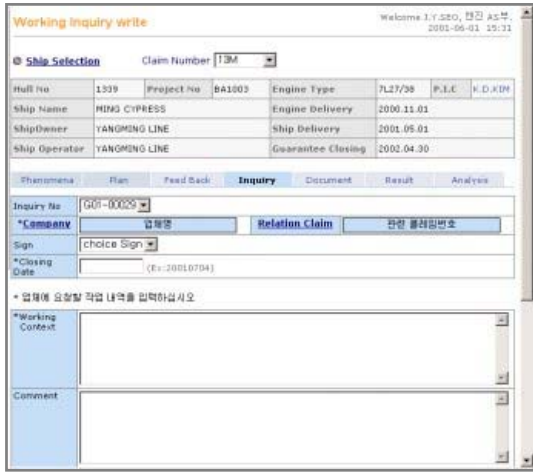 Working Inquiry write
Welcome J.Y.SEO, 엔진 AS부.
2001-06-01 15:31
Ship Selection Claim Number 13M
Hull No 1339 Project No BA1003 Engine Type 7L27/38 P.I.C K.D.KIM
Ship Name MING CYPRESS Engine Delivery 2000.11.01
ShipOwner YANGMING LINE Ship Delivery 2001.05.01
Ship Operator YANGMING LINE Guarantee Closing 2002.04.30
Phenomena Plan Feed Back Inquiry Document Result Analysis
Inquiry No G01-00029
*Company 업체명 Relation Claim 관련 클레임번호
Sign choice Sign
*Closing Date (Ex:20010704)
* 업체에 요청할 작업 내역을 입력하십시오
*Working Context
Comment